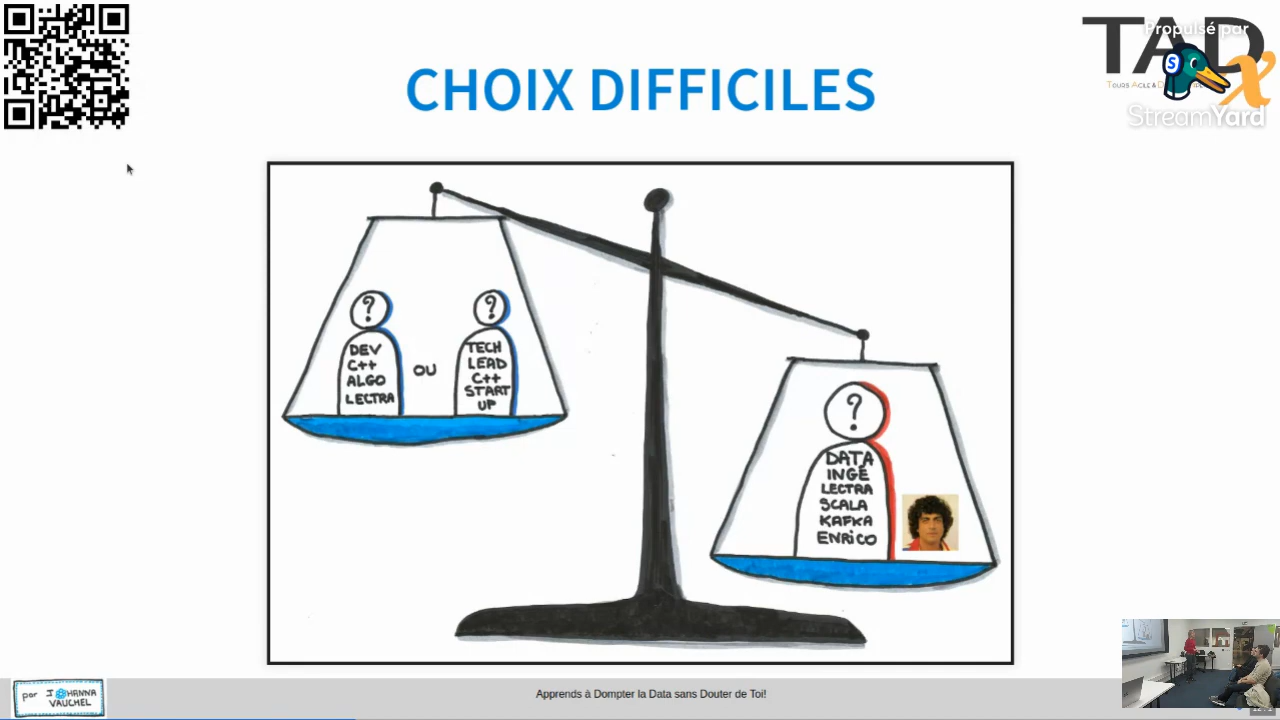 Propulsé par
TAD
StreamYard
CHOIX DIFFICILES
?
DEV
C++
ALGO
LECTRA
OU
?
TECH
LEAD
C++
START
UP
?
DATA
INGÉ
LECTRA
SCALA
KAFKA
ENRICO
par JOHANNA
VAUCHEL
Apprends à Dompter la Data sans Douter de Toi!